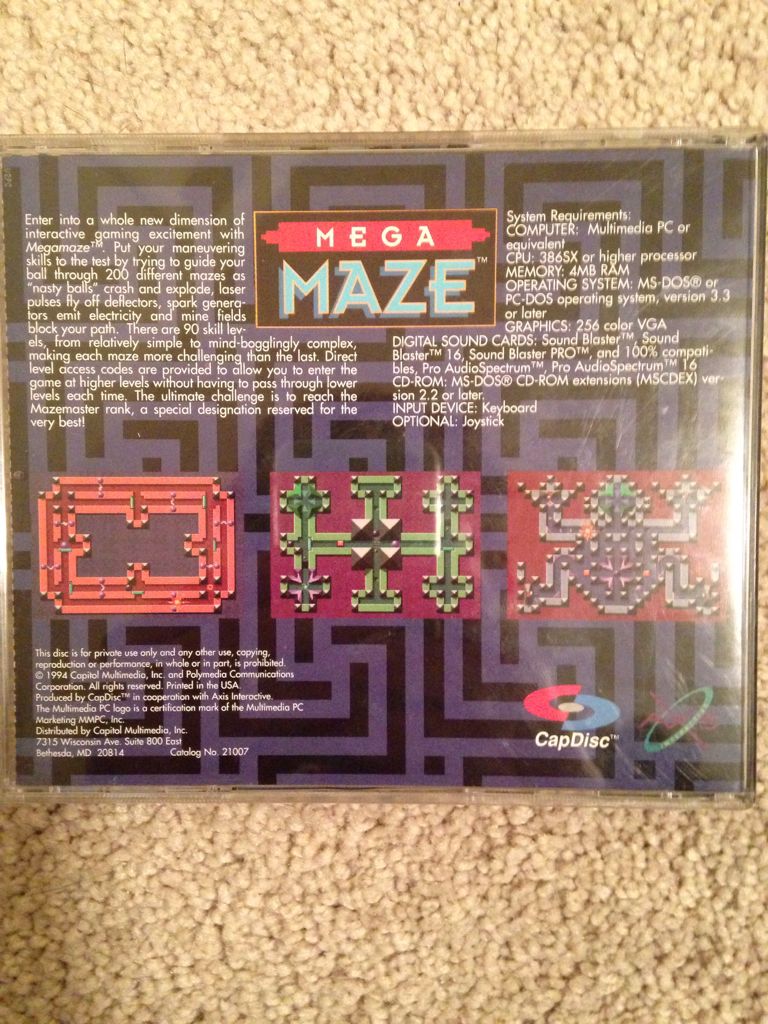 Enter into a whole new dimension of
interactive gaming excitement with
Megamaze™. Put your maneuvering
skills to the test by trying to guide your
ball through 200 different mazes as
"nasty balls" crash and explode, laser
pulses fly off deflectors, spark genera-
tors emit electricity and mine fields
block your path. There are 90 skill lev-
els, from relatively simple to mind-bogglingly complex,
making each maze more challenging than the last. Direct
level access codes are provided to allow you to enter the
game at higher levels without having to pass through lower
levels each time. The ultimate challenge is to reach the
Mazemaster rank, a special designation reserved for the
very best!
MEGA
MAZE™
System Requirements:
COMPUTER: Multimedia PC or
equivalent
CPU: 386SX or higher processor
MEMORY: 4MB RAM
OPERATING SYSTEM: MS-DOS® or
PC-DOS operating system, version 3.3
or later
GRAPHICS: 256 color VGA
DIGITAL SOUND CARDS: Sound Blaster™, Sound
Blaster™ 16, Sound Blaster PRO™, and 100% compati-
bles, Pro AudioSpectrum™, Pro AudioSpectrum™ 16
CD-ROM: MS-DOS® CD-ROM extensions (MSCDEX) ver-
sion 2.2 or later.
INPUT DEVICE: Keyboard
OPTIONAL: Joystick
This disc is for private use only and any other use, copying,
reproduction or performance, in whole or in part, is prohibited.
© 1994 Capitol Multimedia, Inc. and Polymedia Communications
Corporation. All rights reserved. Printed in the USA.
Produced by CapDisc™ in cooperation with Axis Interactive.
The Multimedia PC logo is a certification mark of the Multimedia PC
Marketing MMPC, Inc.
Distributed by Capitol Multimedia, Inc.
7315 Wisconsin Ave. Suite 800 East
Bethesda, MD 20814 Catalog No. 21007
CapDisc™